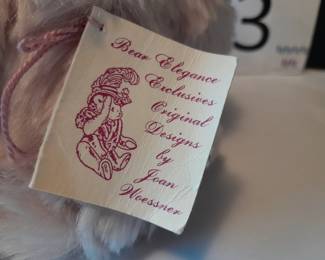 3
Bear Elegance
Exclusives
Original
Designs
by
Joan
Woessner